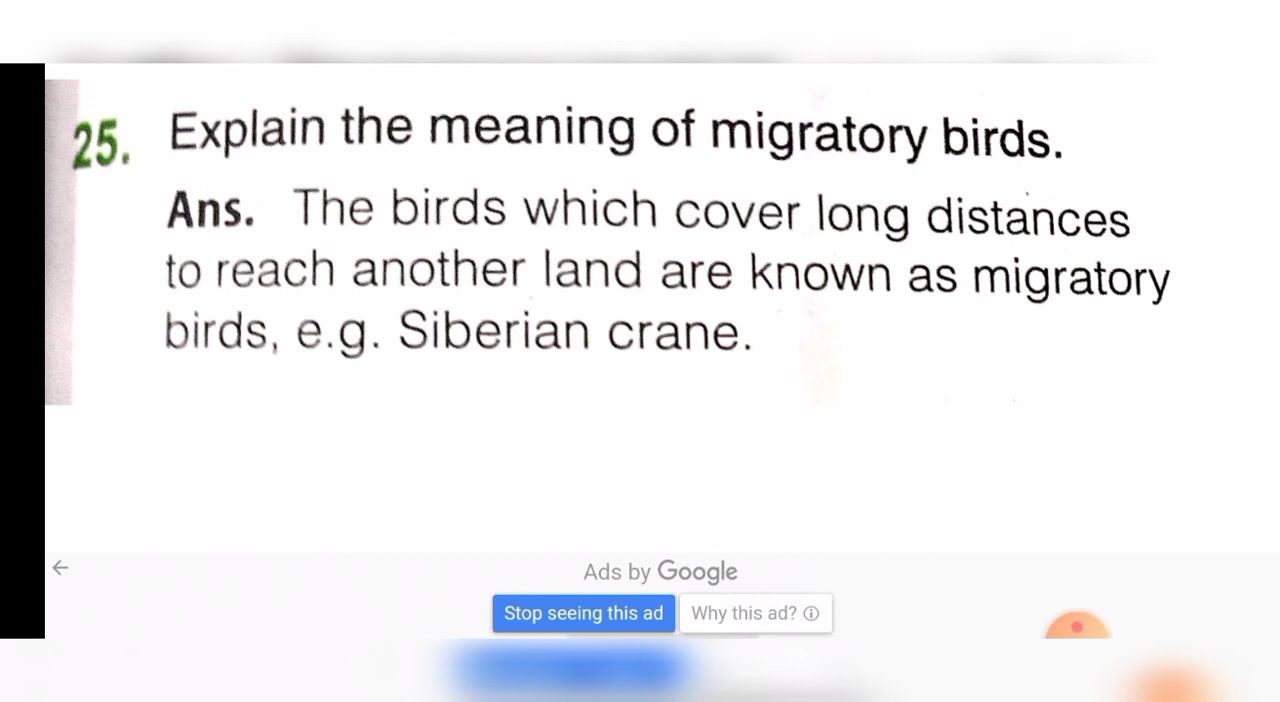 25. Explain the meaning of migratory birds.
Ans. The birds which cover long distances
to reach another land are known as migratory
birds, e.g. Siberian crane.
Ads by Google
Stop seeing this ad
Why this ad?